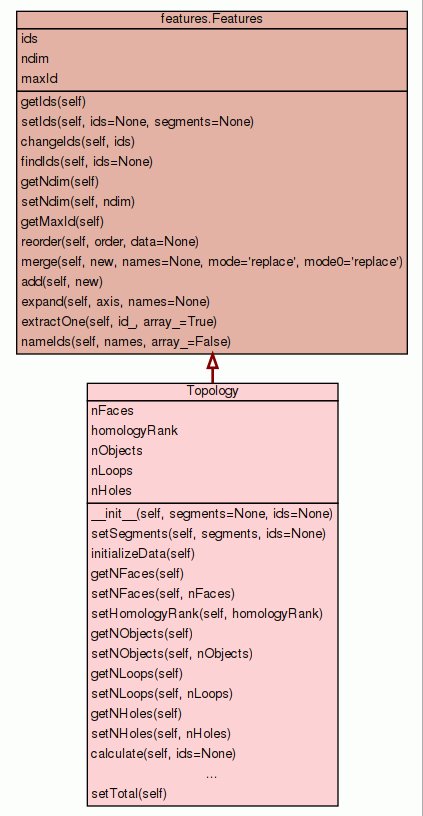 features.Features
ids
ndim
maxId
getIds(self)
setIds(self, ids=None, segments=None)
changeIds(self, ids)
findIds(self, ids=None)
getNdim(self)
setNdim(self, ndim)
getMaxId(self)
reorder(self, order, data=None)
merge(self, new, names=None, mode='replace', mode0='replace')
add(self, new)
expand(self, axis, names=None)
extractOne(self, id_, array_=True)
nameIds(self, names, array_=False)
Topology
nFaces
homologyRank
nObjects
nLoops
nHoles
__init__(self, segments=None, ids=None)
setSegments(self, segments, ids=None)
initializeData(self)
getNFaces(self)
setNFaces(self, nFaces)
setHomologyRank(self, homologyRank)
getNObjects(self)
setNObjects(self, nObjects)
getNLoops(self)
setNLoops(self, nLoops)
getNHoles(self)
setNHoles(self, nHoles)
calculate(self, ids=None)
...
setTotal(self)